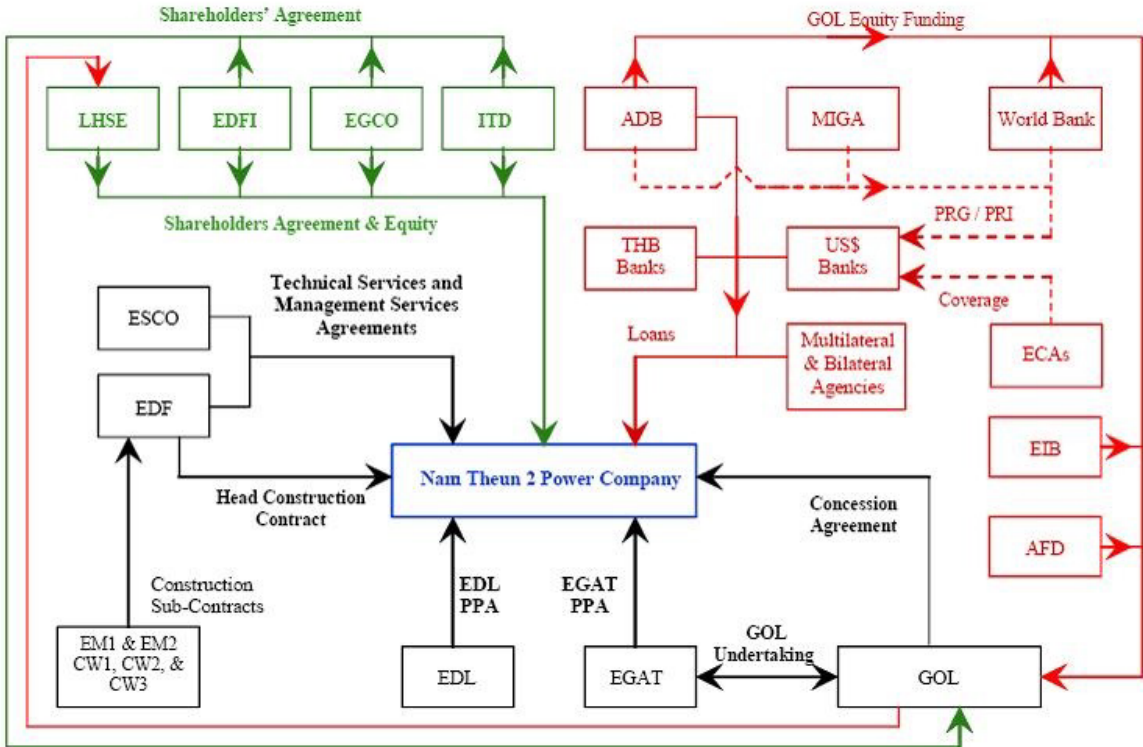 Shareholders' Agreement
GOL Equity Funding
LHSE
EDFI
EGCO
ITD
ADB
MIGA
World Bank
Shareholders Agreement & Equity
PRG / PRI
THB
Banks
US$
Banks
Technical Services and
Management Services
Agreements
Coverage
ESCO
Loans
Multilateral
& Bilateral
Agencies
ECAs
EDF
EIB
Nam Theun 2 Power Company
Head Construction
Contract
Concession
Agreement
AFD
Construction
Sub-Contracts
EDL
PPA
EGAT
PPA
GOL
Undertaking
EM1 & EM2
CW1, CW2, &
CW3
EDL
EGAT
GOL